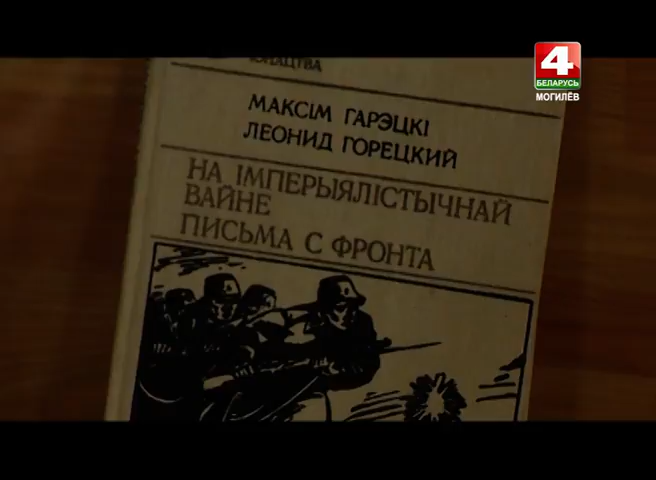 4
БЕЛАРУСЬ
МОГИЛЁВ
МАКСІМ ГАРЭЦКІ
ЛЕОНИД ГОРЕЦКИЙ
НА ІМПЕРЫЯЛІСТЫЧНАЙ
ВАЙНЕ
ПИСЬМА С ФРОНТА